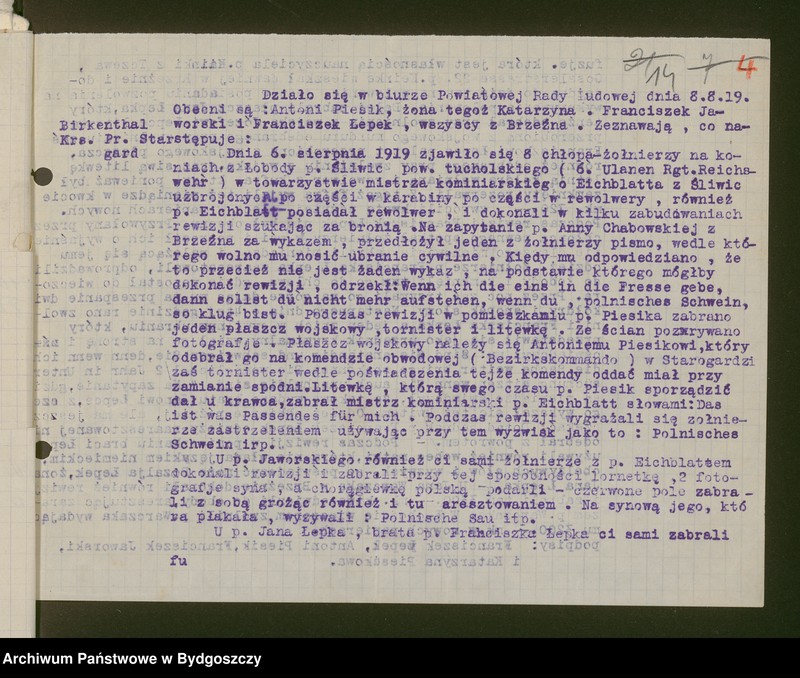 2/14 7 4
Działo się w biurze Powiatowej Rady ludowej dnia 8.8.19.
Obecni są :Antoni Piesik, żona tegoż Katarzyna . Franciszek Ja-
Birkenthal worski i Franciszek Łepek , wszyscy z Brzeźna . Zeznawają , co na-
Krs. Pr. Starstępuje :
gard Dnia 6. sierpnia 1919 zjawiło się 8 chłopa-żołnierzy na ko-
niach z Łobody p. Śliwic pow. tucholskiego ( 6. Ulanen Rgt.Reichs-
wehr ) w towarzystwie mistrza kominiarskiego o Eichblatta z Śliwic
uzbrojonych po części w karabiny po części w rewolwery , również
p. Eichblatt posiadał rewolwer , i dokonali w kilku zabudowaniach
rewizji szukając za bronią .Na zapytanie p. Anny Chabowskiej z
Brzeźna za wykazem , przedłożył jeden z żołnierzy pismo, wedle któ-
rego wolno mu nosić ubranie cywilne . Kiedy mu odpowiedziano , że
to przecież nie jest żaden wykaz , na podstawie którego mógłby
dokonać rewizji , odrzekł:Wenn ich die eins in die Fresse gebe,
dann sollst du nicht mehr aufstehen, wenn du , polnisches Schwein,
so klug bist. Podczas rewizji w pomieszkaniu p. Piesika zabrano
jeden płaszcz wojskowy ,tornister i litewkę . Ze ścian pozrywano
fotografje . Płaszcz wojskowy należy się Antoniemu Piesikowi,który
odebrał go na komendzie obwodowej ( Bezirkskommando ) w Starogardzi
zaś tornister wedle poświadczenia tejże komendy oddać miał przy
zamianie spodni.Litewkę , którą swego czasu p. Piesik sporządzić
dał u krawca,zabrał mistrz kominiarski p. Eichblatt słowami:Das
ist was Passendes für mich . Podczas rewizji wygrażali się żołnie-
rze zastrzeleniem używając przy tem wyzwisk jako to : Polnisches
Schwein irp.
U p. Jaworskiego również ci sami żołnierze z p. Eichblattem
dokonali rewizji i zabrali przy tej sposobności lornetkę ,2 foto-
grafje syna , a chorągiewkę polską podarli - czerwone pole zabra -
li z sobą grożąc również i tu aresztowaniem . Na synową jego, któ
ra płakała , wyzywali : Polnische Sau itp.
U p. Jana Łepka , brata p. Franciszka Łepka ci sami zabrali
fu
Archiwum Państwowe w Bydgoszczy